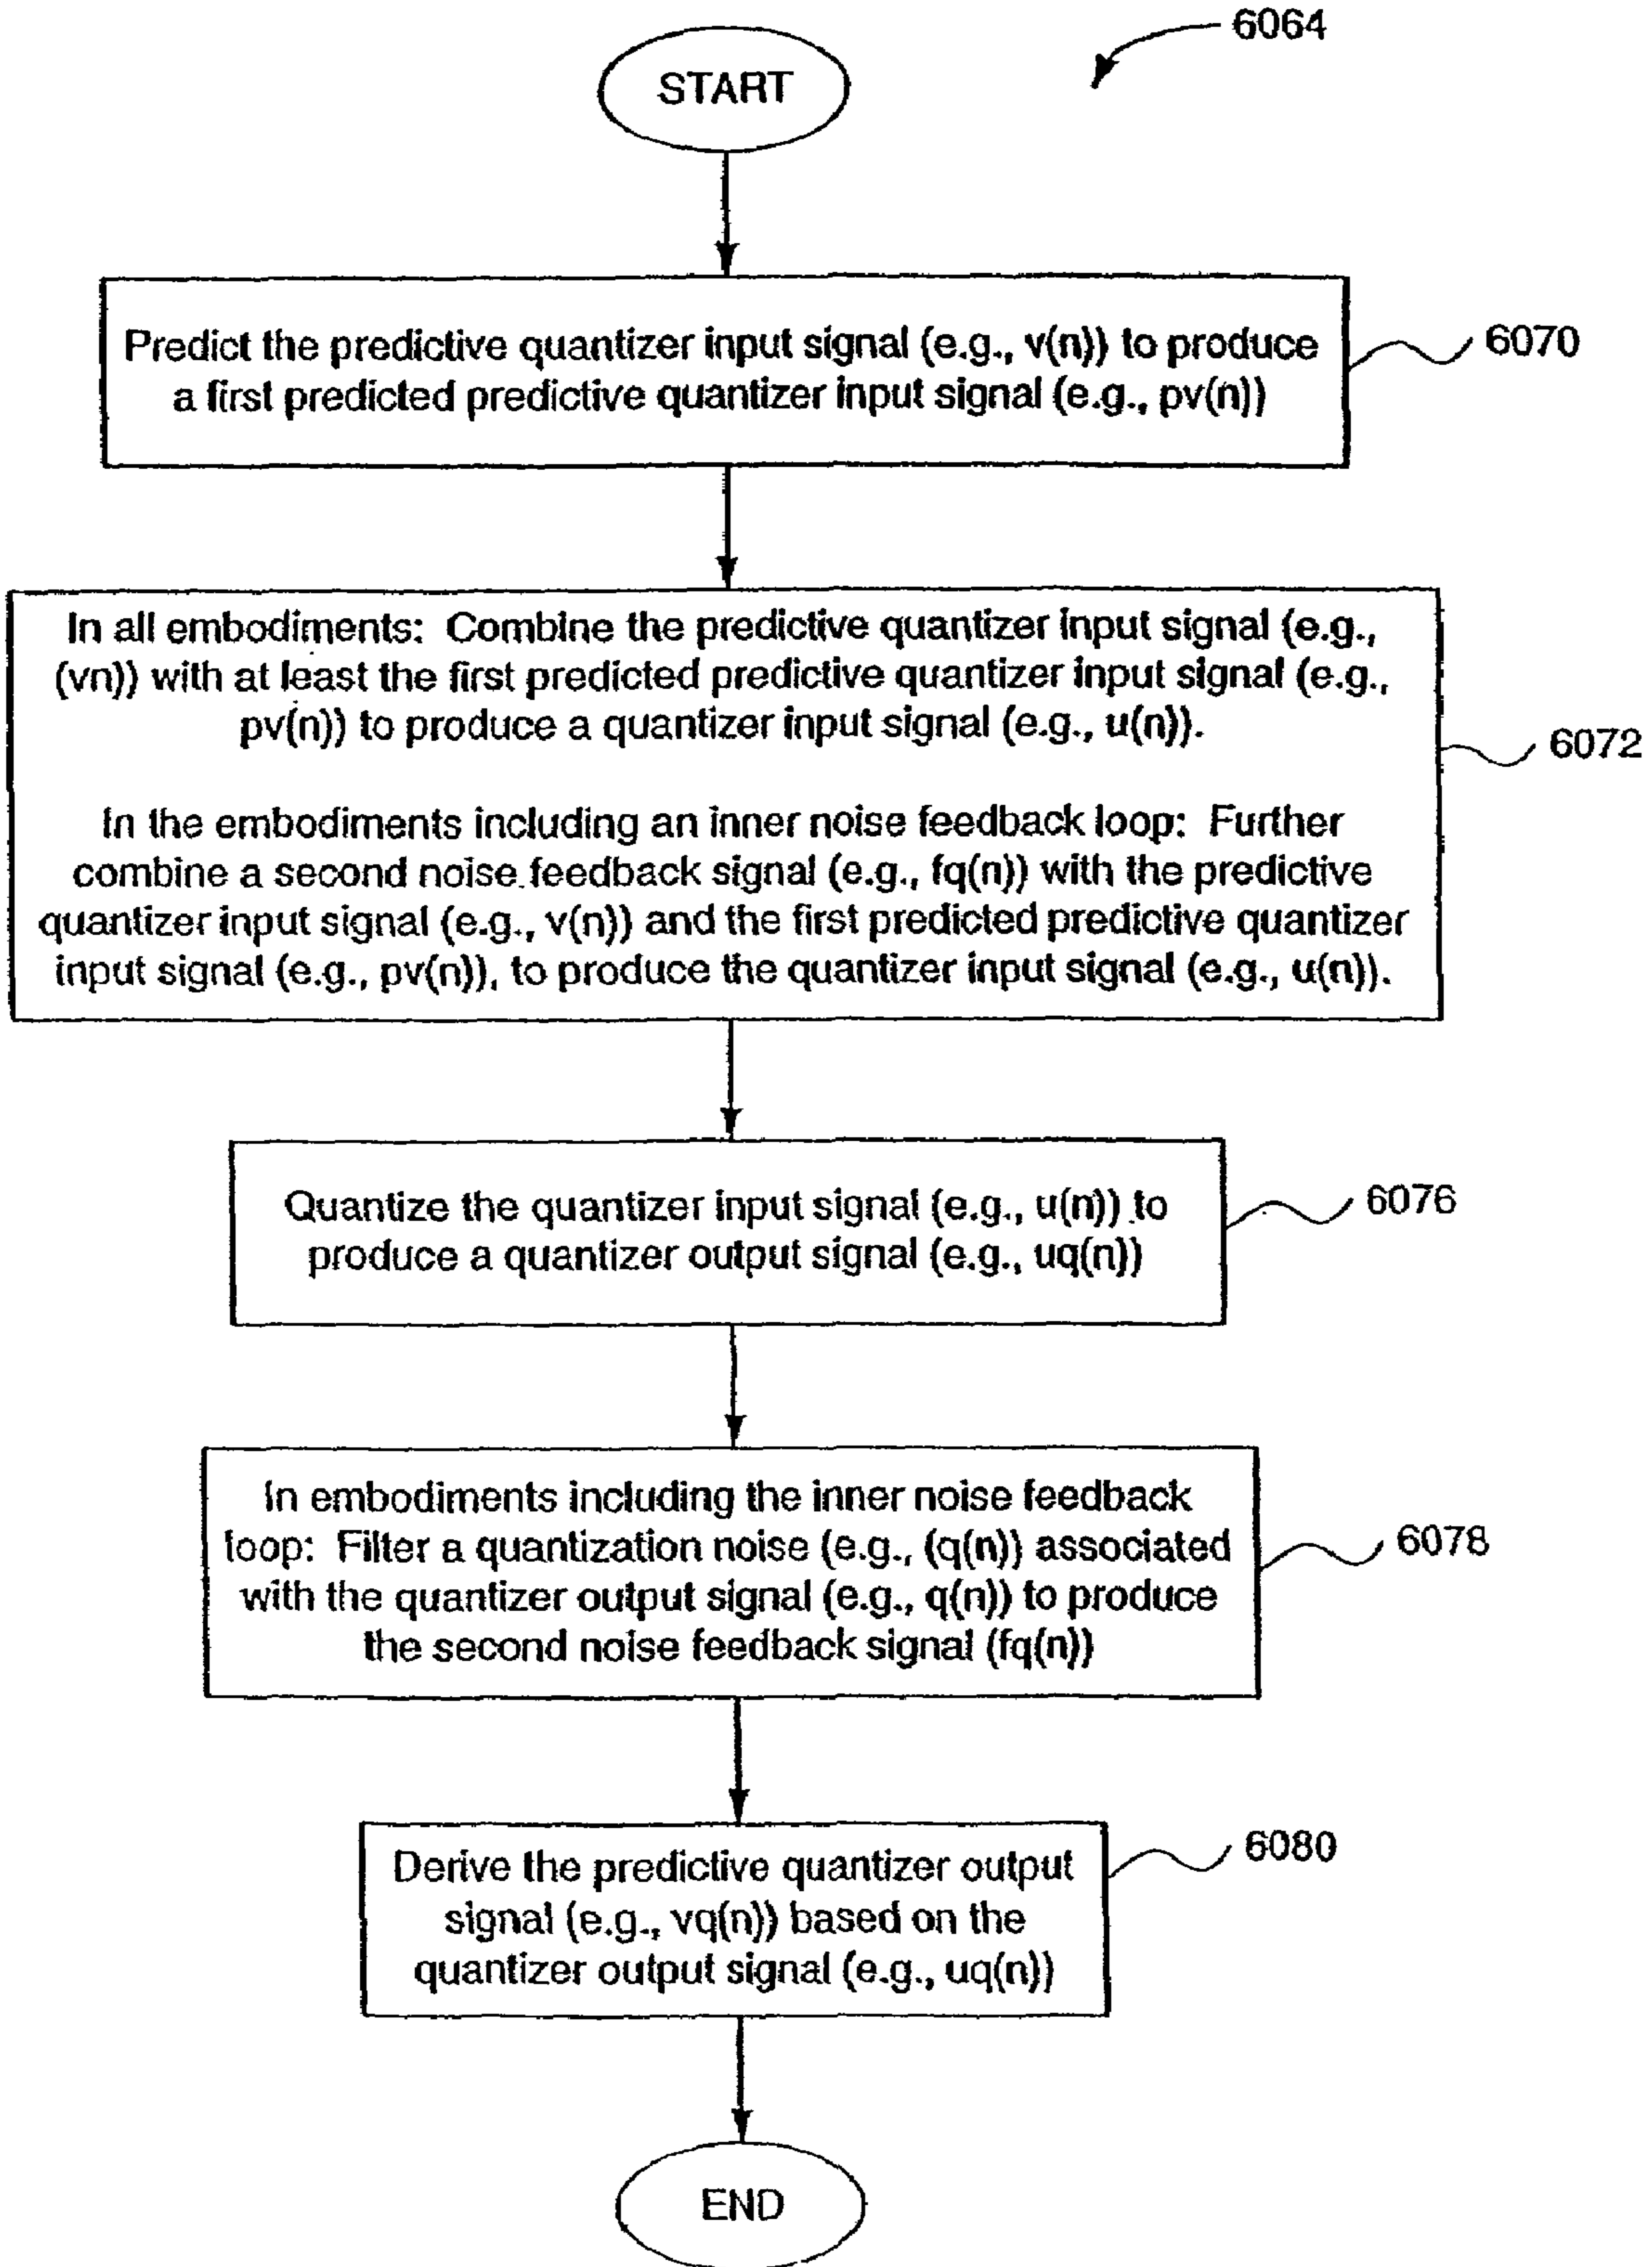 6064
START
Predict the predictive quantizer input signal (e.g., v(n)) to produce
a first predicted predictive quantizer input signal (e.g., pv(n))
6070
In all embodiments: Combine the predictive quantizer input signal (e.g.,
(vn)) with at least the first predicted predictive quantizer input signal (e.g.,
pv(n)) to produce a quantizer input signal (e.g., u(n)).
In the embodiments including an inner noise feedback loop: Further
combine a second noise feedback signal (e.g., fq(n)) with the predictive
quantizer input signal (e.g., v(n)) and the first predicted predictive quantizer
input signal (e.g., pv(n)), to produce the quantizer input signal (e.g., u(n)).
6072
Quantize the quantizer input signal (e.g., u(n)) to
produce a quantizer output signal (e.g., uq(n))
6076
In embodiments including the inner noise feedback
loop: Filter a quantization noise (e.g., (q(n)) associated
with the quantizer output signal (e.g., q(n)) to produce
the second noise feedback signal (fq(n))
6078
Derive the predictive quantizer output
signal (e.g., vq(n)) based on the
quantizer output signal (e.g., uq(n))
6080
END